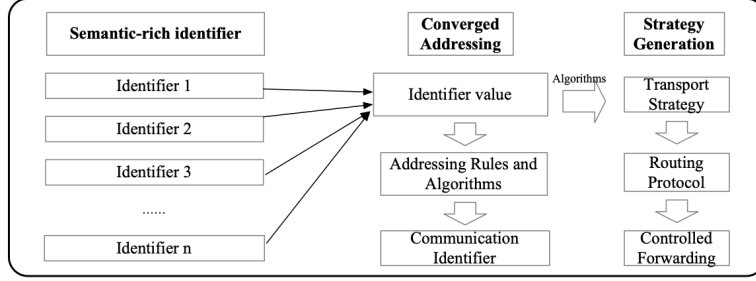 Semantic-rich identifier
Identifier 1
Identifier 2
Identifier 3
......
Identifier n
Converged
Addressing
Identifier value
Addressing Rules and
Algorithms
Communication
Identifier
Algorithms
Strategy
Generation
Transport
Strategy
Routing
Protocol
Controlled
Forwarding